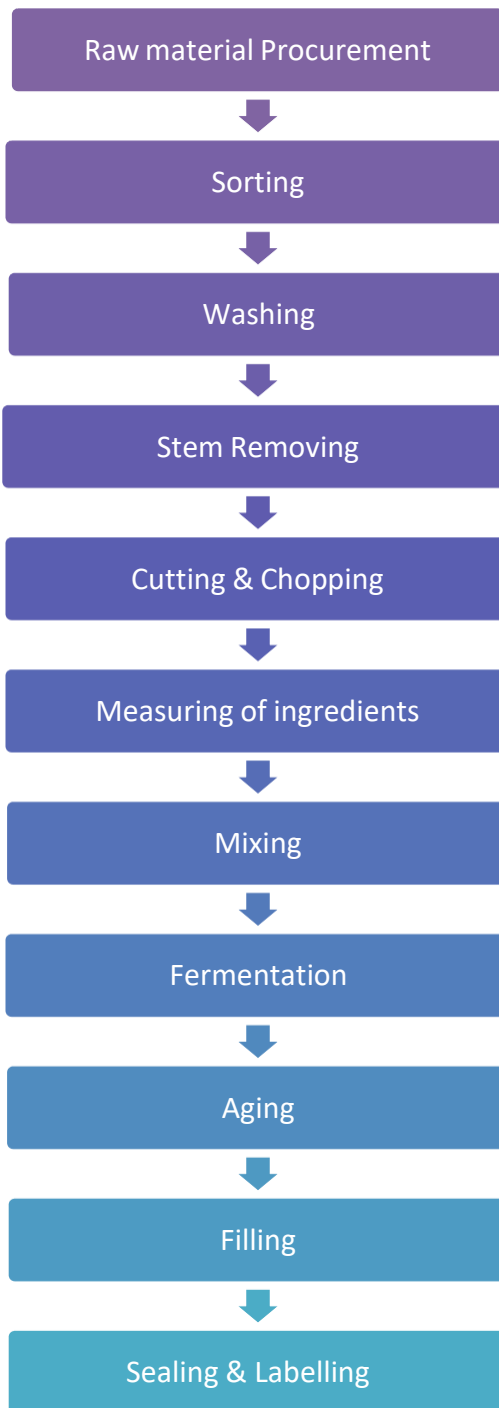 Raw material Procurement
Sorting
Washing
Stem Removing
Cutting & Chopping
Measuring of ingredients
Mixing
Fermentation
Aging
Filling
Sealing & Labelling